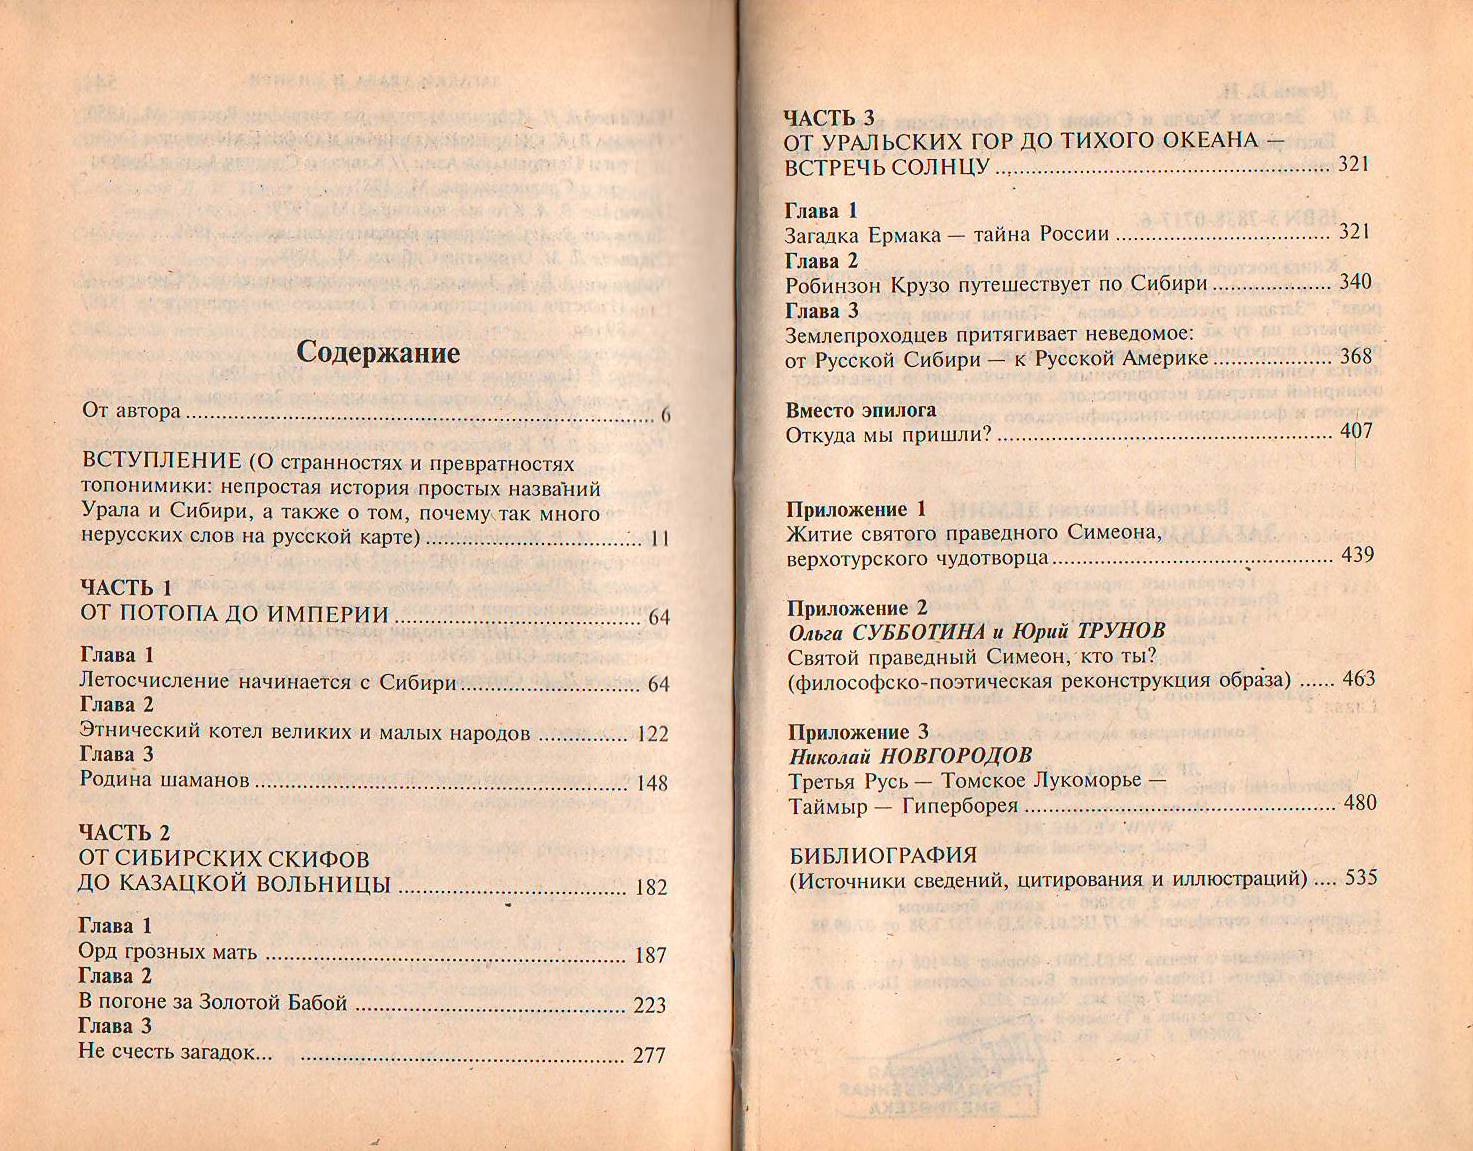 Содержание
От автора ........ 6
ВСТУПЛЕНИЕ (О странностях и превратностях
топонимики: непростая история простых названий
Урала и Сибири, а также о том, почему так много
нерусских слов на русской карте) ........ 11
ЧАСТЬ 1
ОТ ПОТОПА ДО ИМПЕРИИ ........ 64
Глава 1
Летосчисление начинается с Сибири ........ 64
Глава 2
Этнический котел великих и малых народов ........ 122
Глава 3
Родина шаманов ........ 148
ЧАСТЬ 2
ОТ СИБИРСКИХ СКИФОВ
ДО КАЗАЦКОЙ ВОЛЬНИЦЫ ........ 182
Глава 1
Орд грозных мать ........ 187
Глава 2
В погоне за Золотой Бабой ........ 223
Глава 3
Не счесть загадок... ........ 277
ЧАСТЬ 3
ОТ УРАЛЬСКИХ ГОР ДО ТИХОГО ОКЕАНА —
ВСТРЕЧЬ СОЛНЦУ ........ 321
Глава 1
Загадка Ермака — тайна России ........ 321
Глава 2
Робинзон Крузо путешествует по Сибири ........ 340
Глава 3
Землепроходцев притягивает неведомое:
от Русской Сибири — к Русской Америке ........ 368
Вместо эпилога
Откуда мы пришли? ........ 407
Приложение 1
Житие святого праведного Симеона,
верхотурского чудотворца ........ 439
Приложение 2
Ольга СУББОТИНА и Юрий ТРУНОВ
Святой праведный Симеон, кто ты?
(философско-поэтическая реконструкция образа) ...... 463
Приложение 3
Николай НОВГОРОДОВ
Третья Русь — Томское Лукоморье —
Таймыр — Гиперборея ........ 480
БИБЛИОГРАФИЯ
(Источники сведений, цитирования и иллюстраций) .... 535